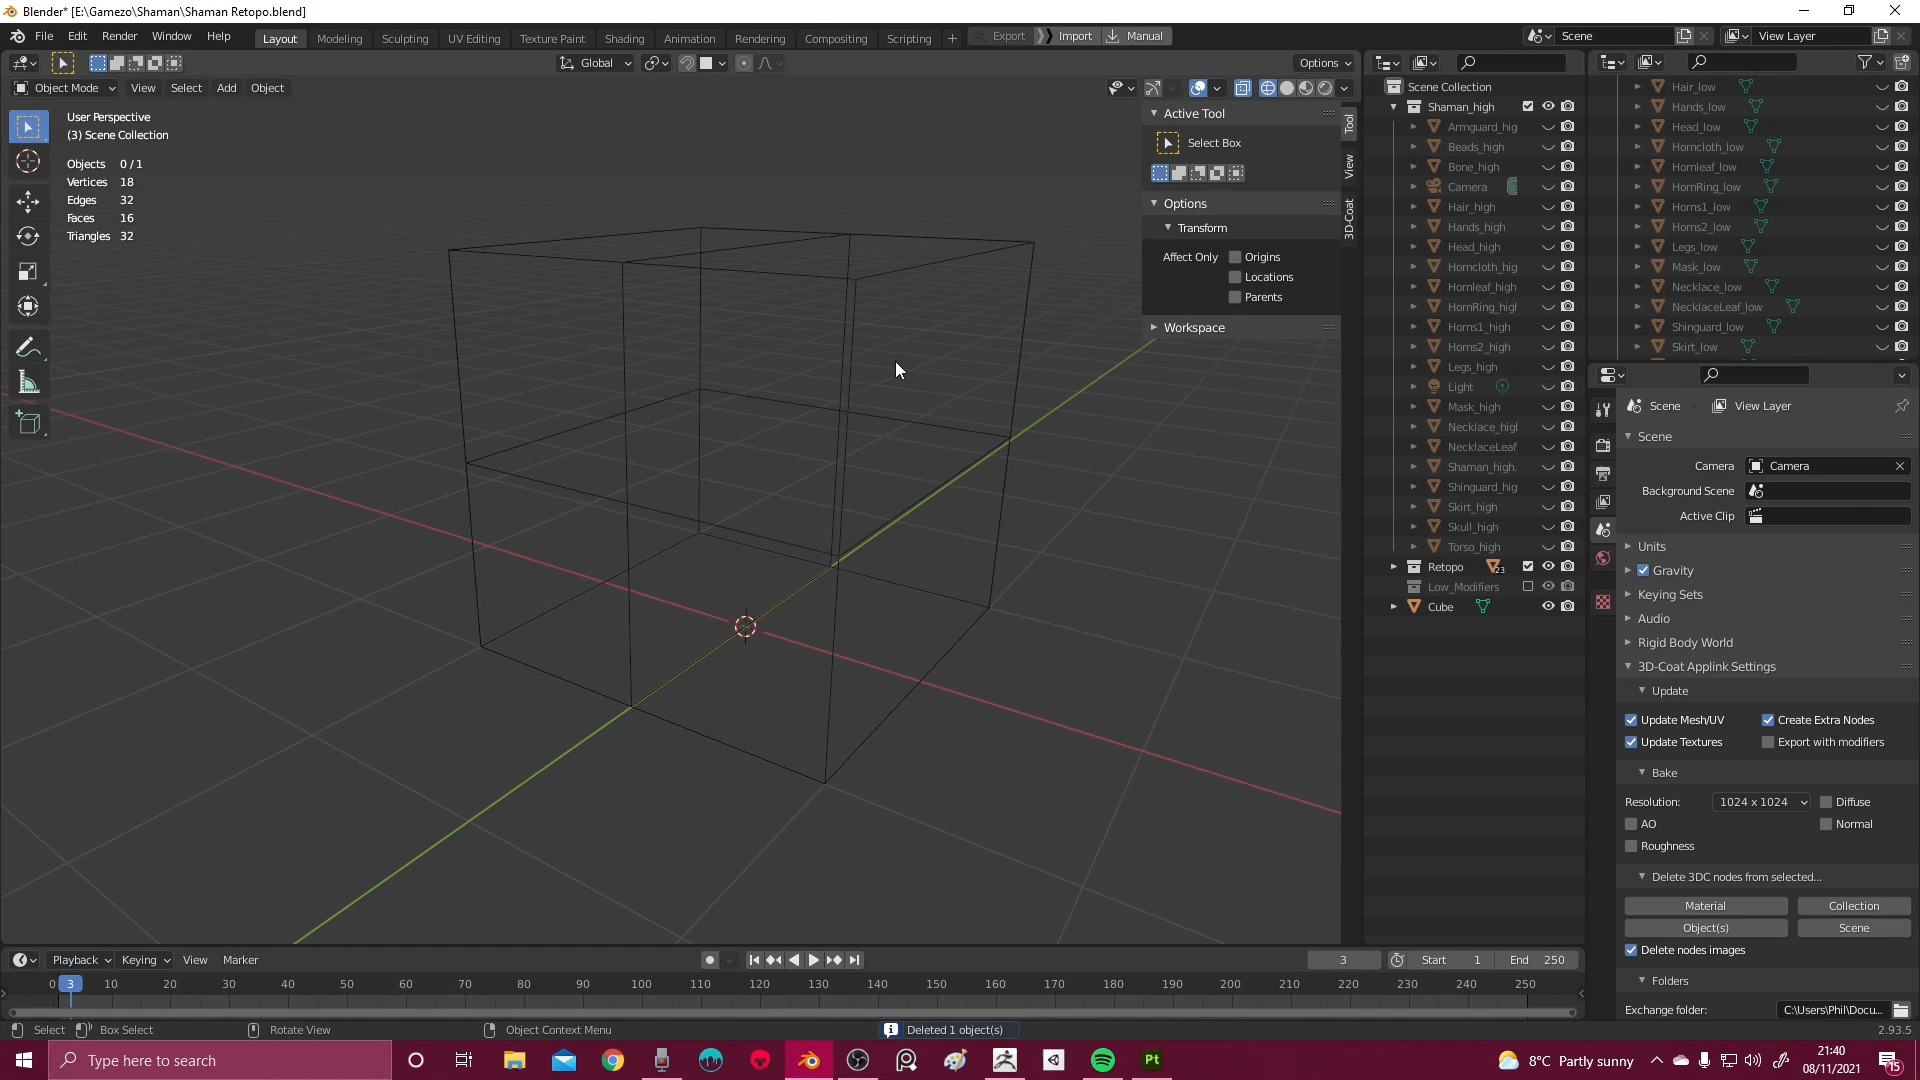 Blender* [E:\Gamezo\Shaman\Shaman Retopo.blend]
File Edit Render Window Help
Layout Modeling Sculpting UV Editing Texture Paint Shading Animation Rendering Compositing Scripting + Export Import Manual
Scene
View Layer
Global
Options
Object Mode View Select Add Object
User Perspective
(3) Scene Collection
Objects 0 / 1
Vertices 18
Edges 32
Faces 16
Triangles 32
Active Tool
Select Box
Options
Transform
Affect Only Origins
Locations
Parents
Workspace
Tool
View
3D-Coat
Scene Collection
Shaman_high
Armguard_hig
Beads_high
Bone_high
Camera
Hair_high
Hands_high
Head_high
Horncloth_hig
Hornleaf_high
HornRing_high
Horns1_high
Horns2_high
Legs_high
Light
Mask_high
Necklace_higl
NecklaceLeaf
Shaman_high.
Shinguard_hig
Skirt_high
Skull_high
Torso_high
Retopo 23
Low_Modifiers
Cube
Hair_low
Hands_low
Head_low
Horncloth_low
Hornleaf_low
HornRing_low
Horns1_low
Horns2_low
Legs_low
Mask_low
Necklace_low
NecklaceLeaf_low
Shinguard_low
Skirt_low
Scene View Layer
Scene
Camera Camera
Background Scene
Active Clip
Units
Gravity
Keying Sets
Audio
Rigid Body World
3D-Coat Applink Settings
Update
Update Mesh/UV Create Extra Nodes
Update Textures Export with modifiers
Bake
Resolution: 1024 x 1024 Diffuse
AO Normal
Roughness
Delete 3DC nodes from selected...
Material Collection
Object(s) Scene
Delete nodes images
Folders
Exchange folder: C:\Users\Phil\Docu...
Playback Keying View Marker
3 Start 1 End 250
0 3 10 20 30 40 50 60 70 80 90 100 110 120 130 140 150 160 170 180 190 200 210 220 230 240 250
Select Box Select Rotate View Object Context Menu Deleted 1 object(s) 2.93.5
Type here to search
Pt
8°C Partly sunny
21:40
08/11/2021
15